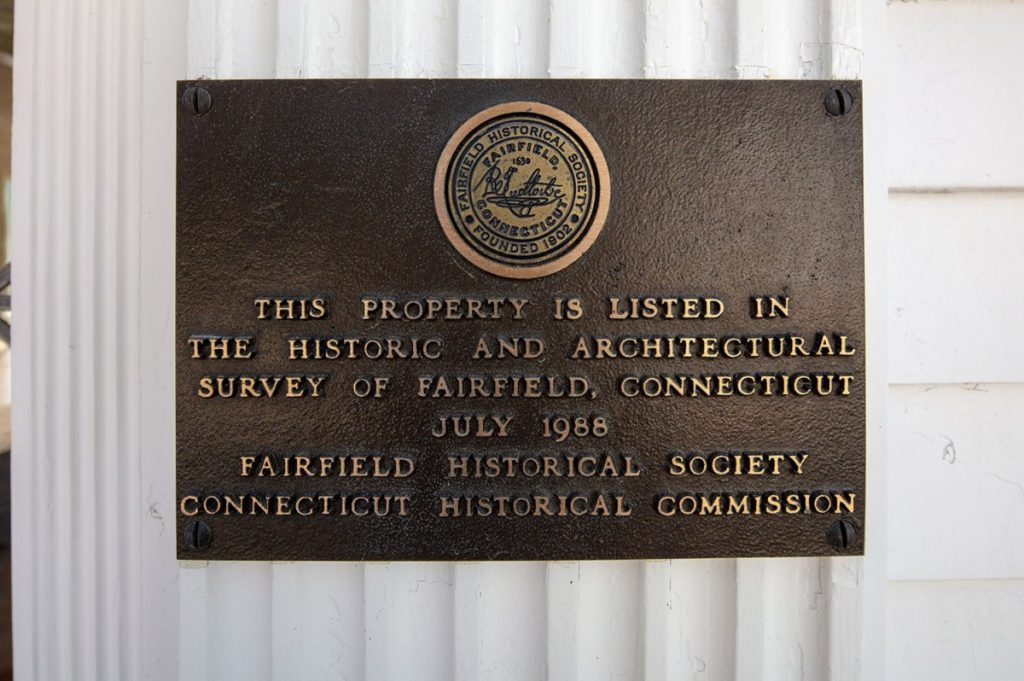 FAIRFIELD HISTORICAL SOCIETY
FOUNDED 1902
FAIRFIELD,
CONNECTICUT
THIS PROPERTY IS LISTED IN
THE HISTORIC AND ARCHITECTURAL
SURVEY OF FAIRFIELD, CONNECTICUT
JULY 1988
FAIRFIELD HISTORICAL SOCIETY
CONNECTICUT HISTORICAL COMMISSION